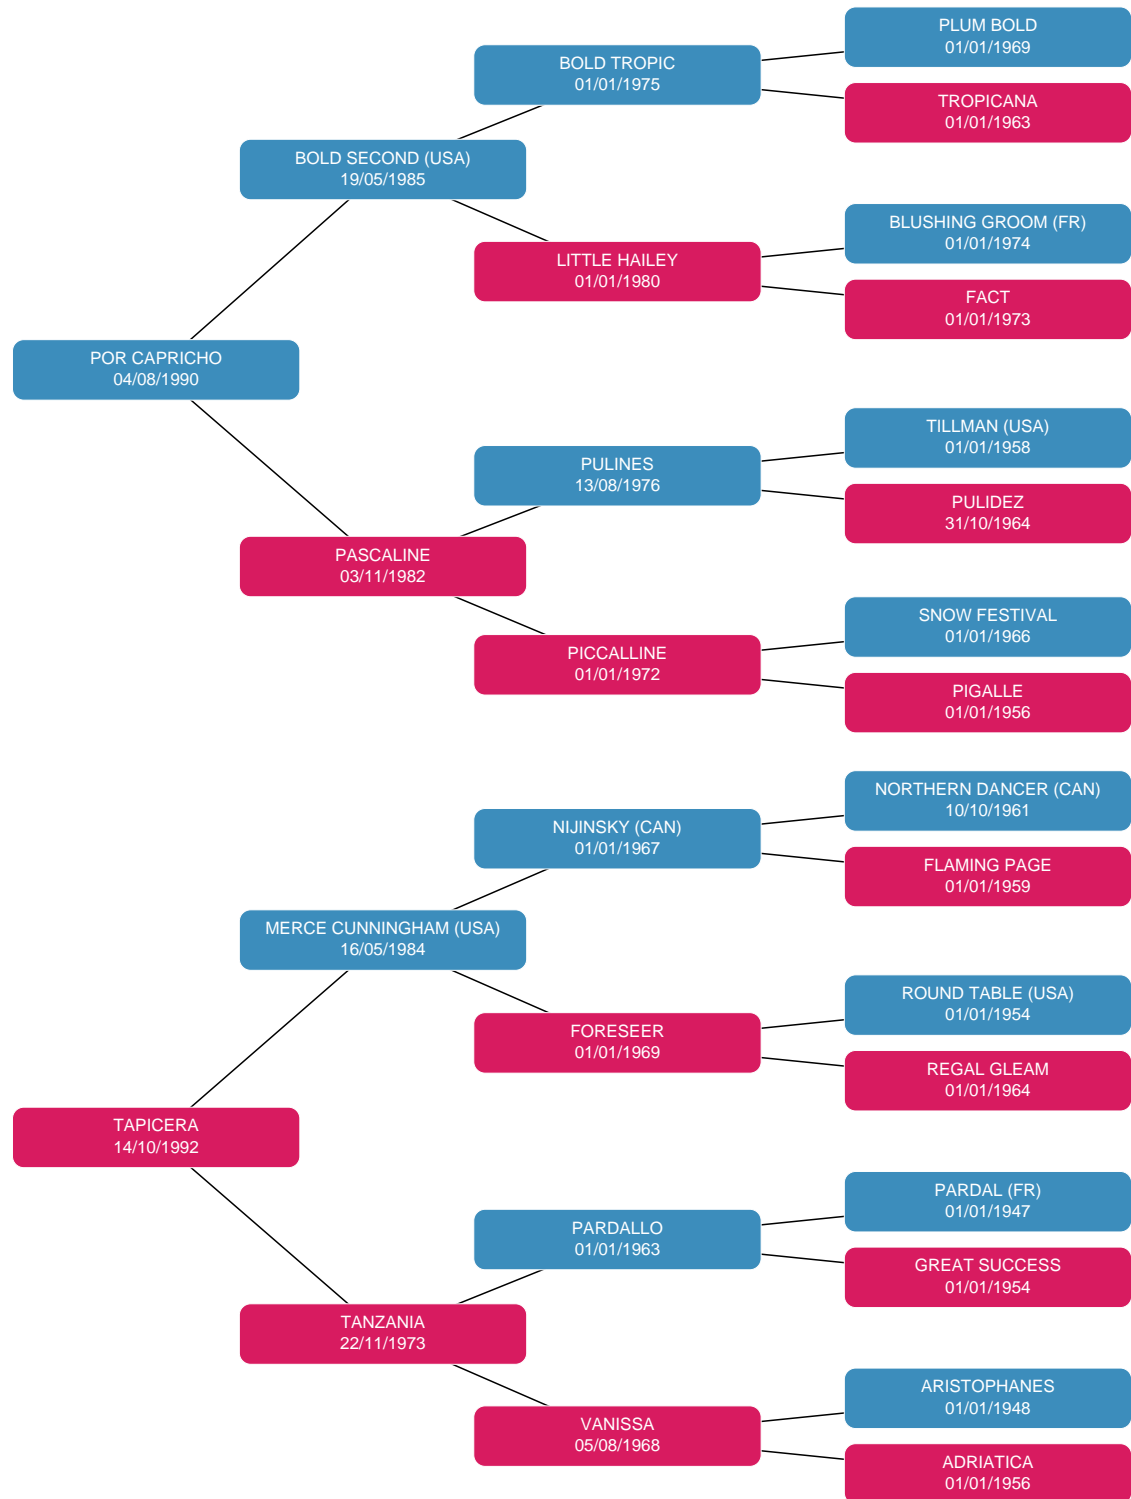 PLUM BOLD
01/01/1969
BOLD TROPIC
01/01/1975
TROPICANA
01/01/1963
BOLD SECOND (USA)
19/05/1985
BLUSHING GROOM (FR)
01/01/1974
LITTLE HAILEY
01/01/1980
FACT
01/01/1973
POR CAPRICHO
04/08/1990
TILLMAN (USA)
01/01/1958
PULINES
13/08/1976
PULIDEZ
31/10/1964
PASCALINE
03/11/1982
SNOW FESTIVAL
01/01/1966
PICCALLINE
01/01/1972
PIGALLE
01/01/1956
NORTHERN DANCER (CAN)
10/10/1961
NIJINSKY (CAN)
01/01/1967
FLAMING PAGE
01/01/1959
MERCE CUNNINGHAM (USA)
16/05/1984
ROUND TABLE (USA)
01/01/1954
FORESEER
01/01/1969
REGAL GLEAM
01/01/1964
TAPICERA
14/10/1992
PARDAL (FR)
01/01/1947
PARDALLO
01/01/1963
GREAT SUCCESS
01/01/1954
TANZANIA
22/11/1973
ARISTOPHANES
01/01/1948
VANISSA
05/08/1968
ADRIATICA
01/01/1956